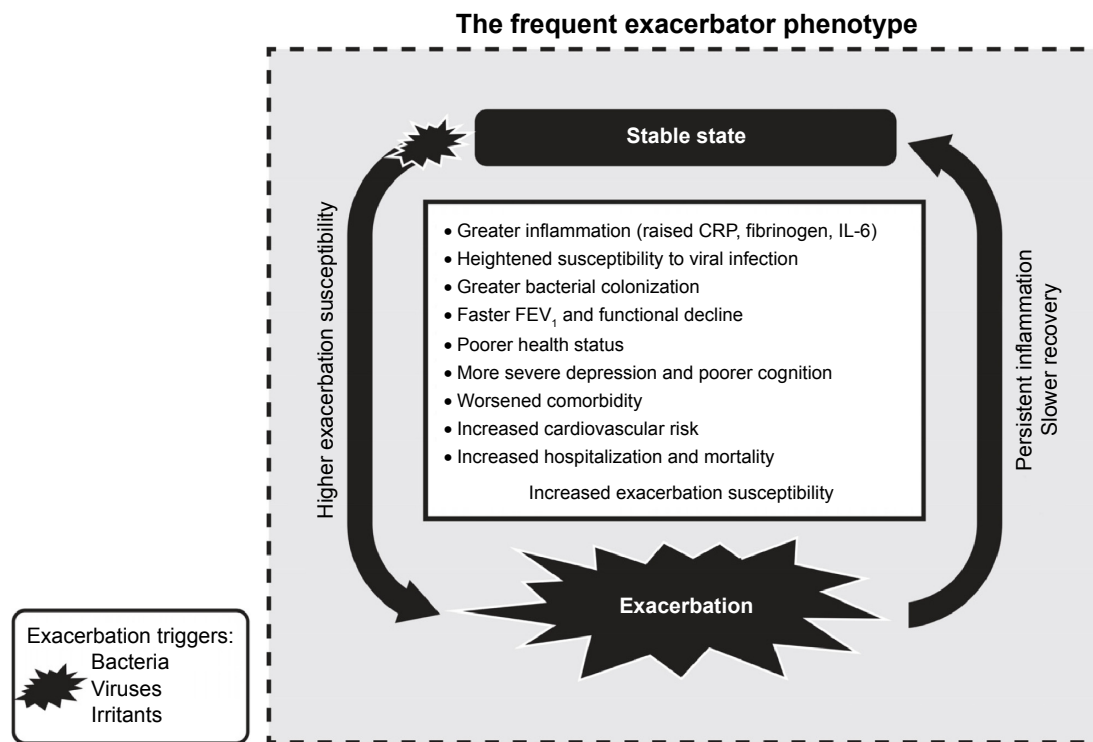 The frequent exacerbator phenotype
Stable state
Higher exacerbation susceptibility
• Greater inflammation (raised CRP, fibrinogen, IL-6)
• Heightened susceptibility to viral infection
• Greater bacterial colonization
• Faster FEV₁ and functional decline
• Poorer health status
• More severe depression and poorer cognition
• Worsened comorbidity
• Increased cardiovascular risk
• Increased hospitalization and mortality
Increased exacerbation susceptibility
Persistent inflammation
Slower recovery
Exacerbation
Exacerbation triggers:
Bacteria
Viruses
Irritants